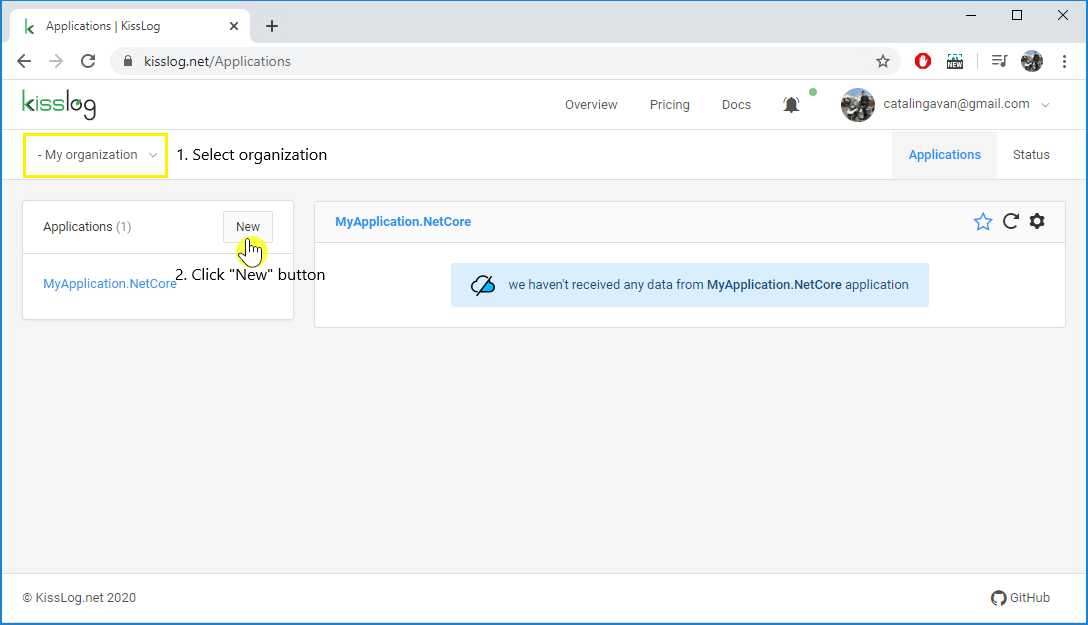 Applications | KissLog
kisslog.net/Applications
NEW
kisslog
Overview
Pricing
Docs
catalingavan@gmail.com
- My organization
1. Select organization
Applications
Status
Applications (1)
New
MyApplication.NetCore
2. Click "New" button
MyApplication.NetCore
we haven't received any data from MyApplication.NetCore application
© KissLog.net 2020
GitHub